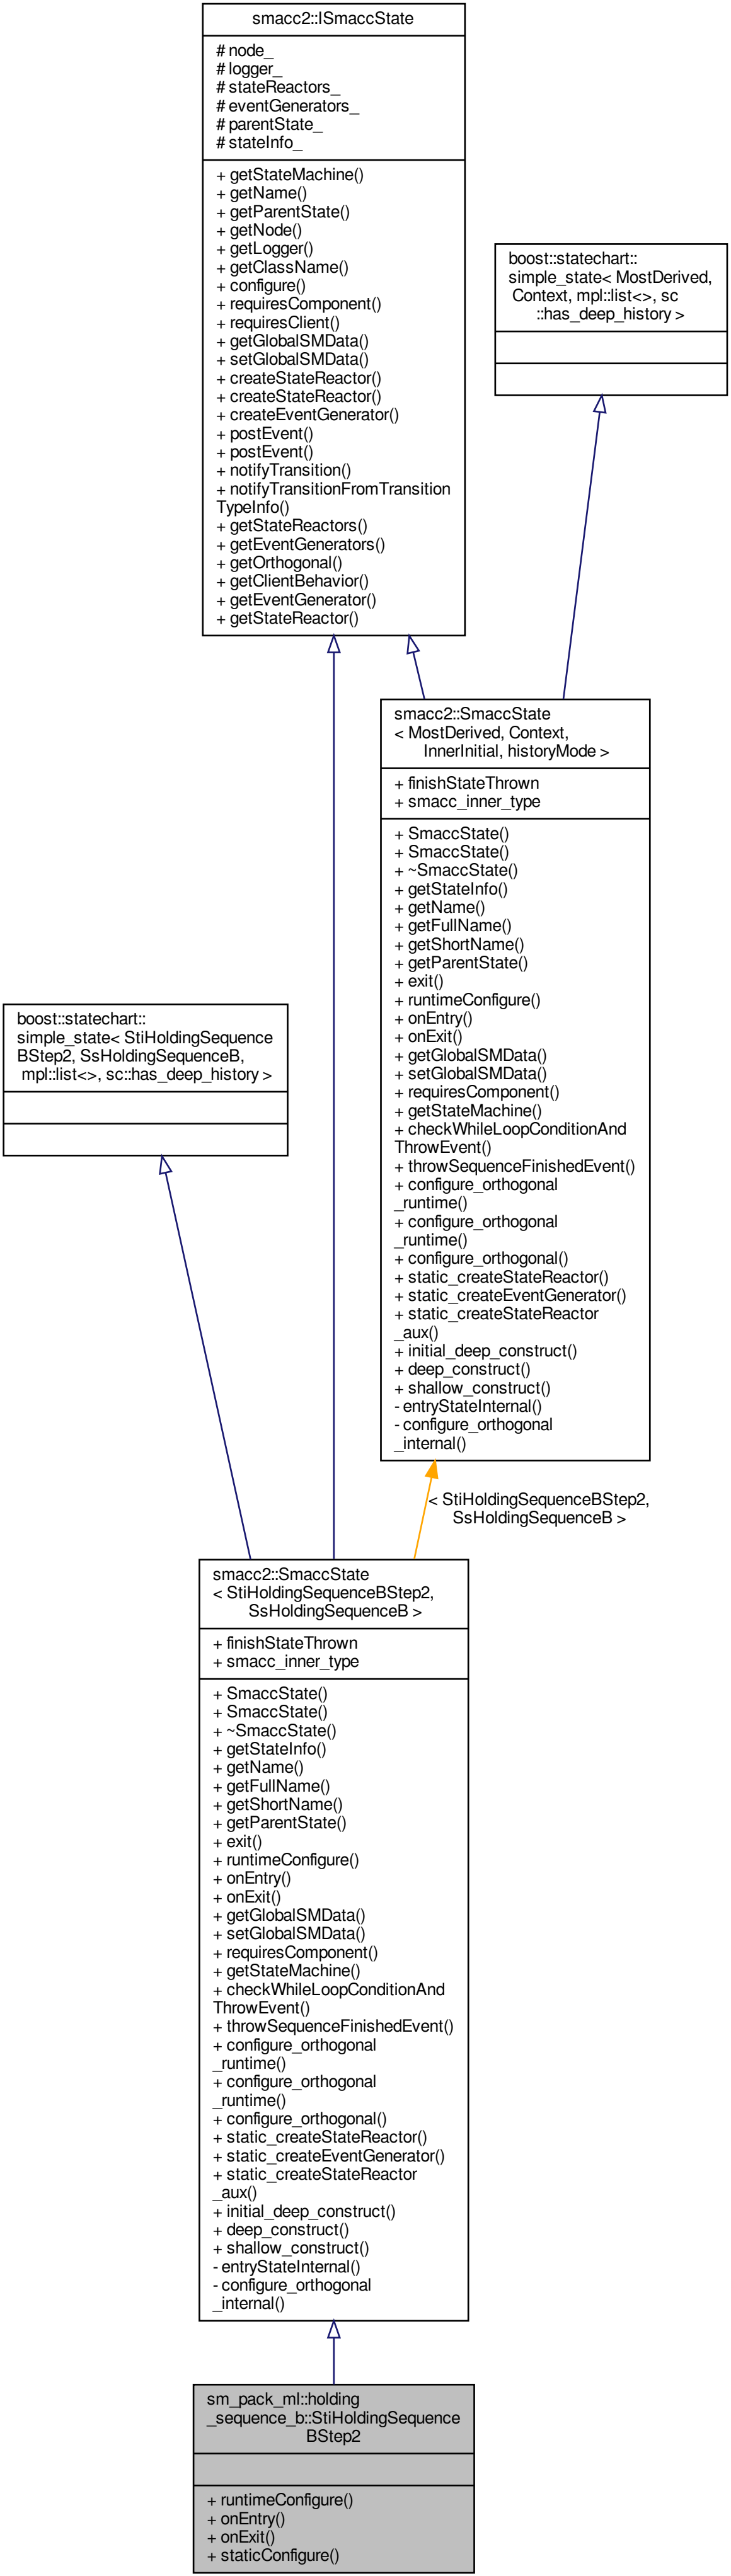 smacc2::ISmaccState
# node_
# logger_
# stateReactors_
# eventGenerators_
# parentState_
# stateInfo_
+ getStateMachine()
+ getName()
+ getParentState()
+ getNode()
+ getLogger()
+ getClassName()
+ configure()
+ requiresComponent()
+ requiresClient()
+ getGlobalSMData()
+ setGlobalSMData()
+ createStateReactor()
+ createStateReactor()
+ createEventGenerator()
+ postEvent()
+ postEvent()
+ notifyTransition()
+ notifyTransitionFromTransition
TypeInfo()
+ getStateReactors()
+ getEventGenerators()
+ getOrthogonal()
+ getClientBehavior()
+ getEventGenerator()
+ getStateReactor()
boost::statechart::
simple_state< MostDerived,
Context, mpl::list<>, sc
::has_deep_history >
smacc2::SmaccState
< MostDerived, Context,
InnerInitial, historyMode >
+ finishStateThrown
+ smacc_inner_type
+ SmaccState()
+ SmaccState()
+ ~SmaccState()
+ getStateInfo()
+ getName()
+ getFullName()
+ getShortName()
+ getParentState()
+ exit()
+ runtimeConfigure()
+ onEntry()
+ onExit()
+ getGlobalSMData()
+ setGlobalSMData()
+ requiresComponent()
+ getStateMachine()
+ checkWhileLoopConditionAnd
ThrowEvent()
+ throwSequenceFinishedEvent()
+ configure_orthogonal
_runtime()
+ configure_orthogonal
_runtime()
+ configure_orthogonal()
+ static_createStateReactor()
+ static_createEventGenerator()
+ static_createStateReactor
_aux()
+ initial_deep_construct()
+ deep_construct()
+ shallow_construct()
- entryStateInternal()
- configure_orthogonal
_internal()
boost::statechart::
simple_state< StiHoldingSequence
BStep2, SsHoldingSequenceB,
mpl::list<>, sc::has_deep_history >
< StiHoldingSequenceBStep2,
SsHoldingSequenceB >
smacc2::SmaccState
< StiHoldingSequenceBStep2,
SsHoldingSequenceB >
+ finishStateThrown
+ smacc_inner_type
+ SmaccState()
+ SmaccState()
+ ~SmaccState()
+ getStateInfo()
+ getName()
+ getFullName()
+ getShortName()
+ getParentState()
+ exit()
+ runtimeConfigure()
+ onEntry()
+ onExit()
+ getGlobalSMData()
+ setGlobalSMData()
+ requiresComponent()
+ getStateMachine()
+ checkWhileLoopConditionAnd
ThrowEvent()
+ throwSequenceFinishedEvent()
+ configure_orthogonal
_runtime()
+ configure_orthogonal
_runtime()
+ configure_orthogonal()
+ static_createStateReactor()
+ static_createEventGenerator()
+ static_createStateReactor
_aux()
+ initial_deep_construct()
+ deep_construct()
+ shallow_construct()
- entryStateInternal()
- configure_orthogonal
_internal()
sm_pack_ml::holding
_sequence_b::StiHoldingSequence
BStep2
+ runtimeConfigure()
+ onEntry()
+ onExit()
+ staticConfigure()